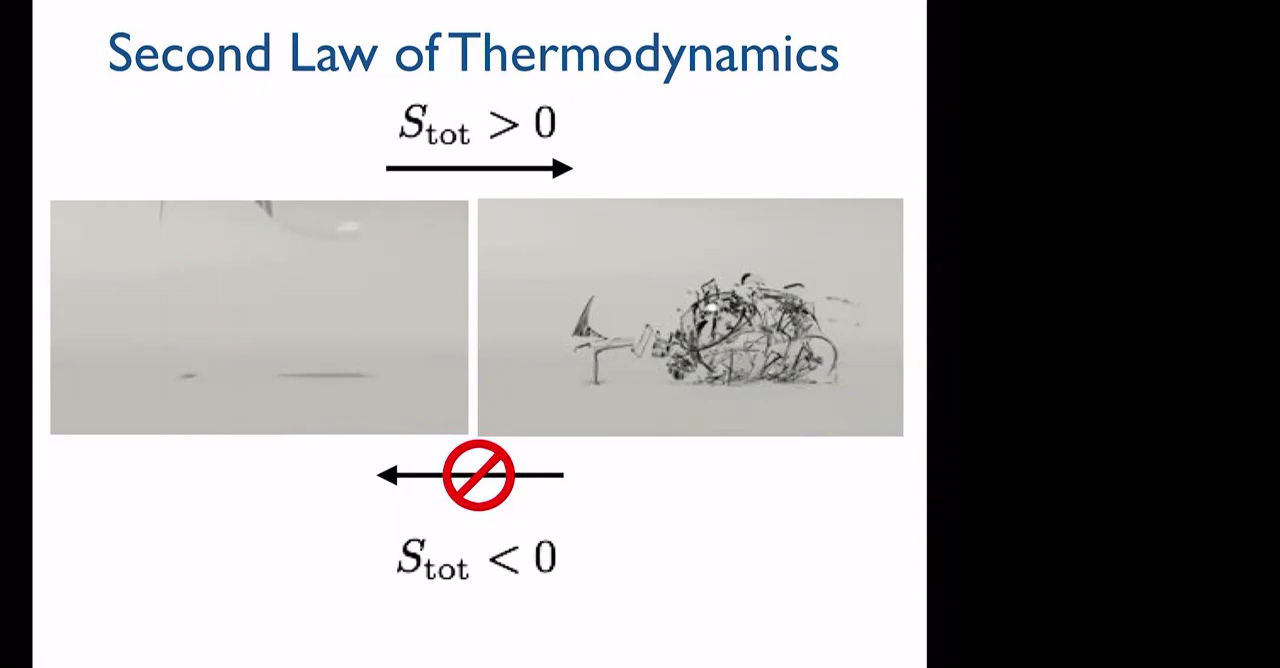 Second Law of Thermodynamics
S_tot > 0
S_tot < 0